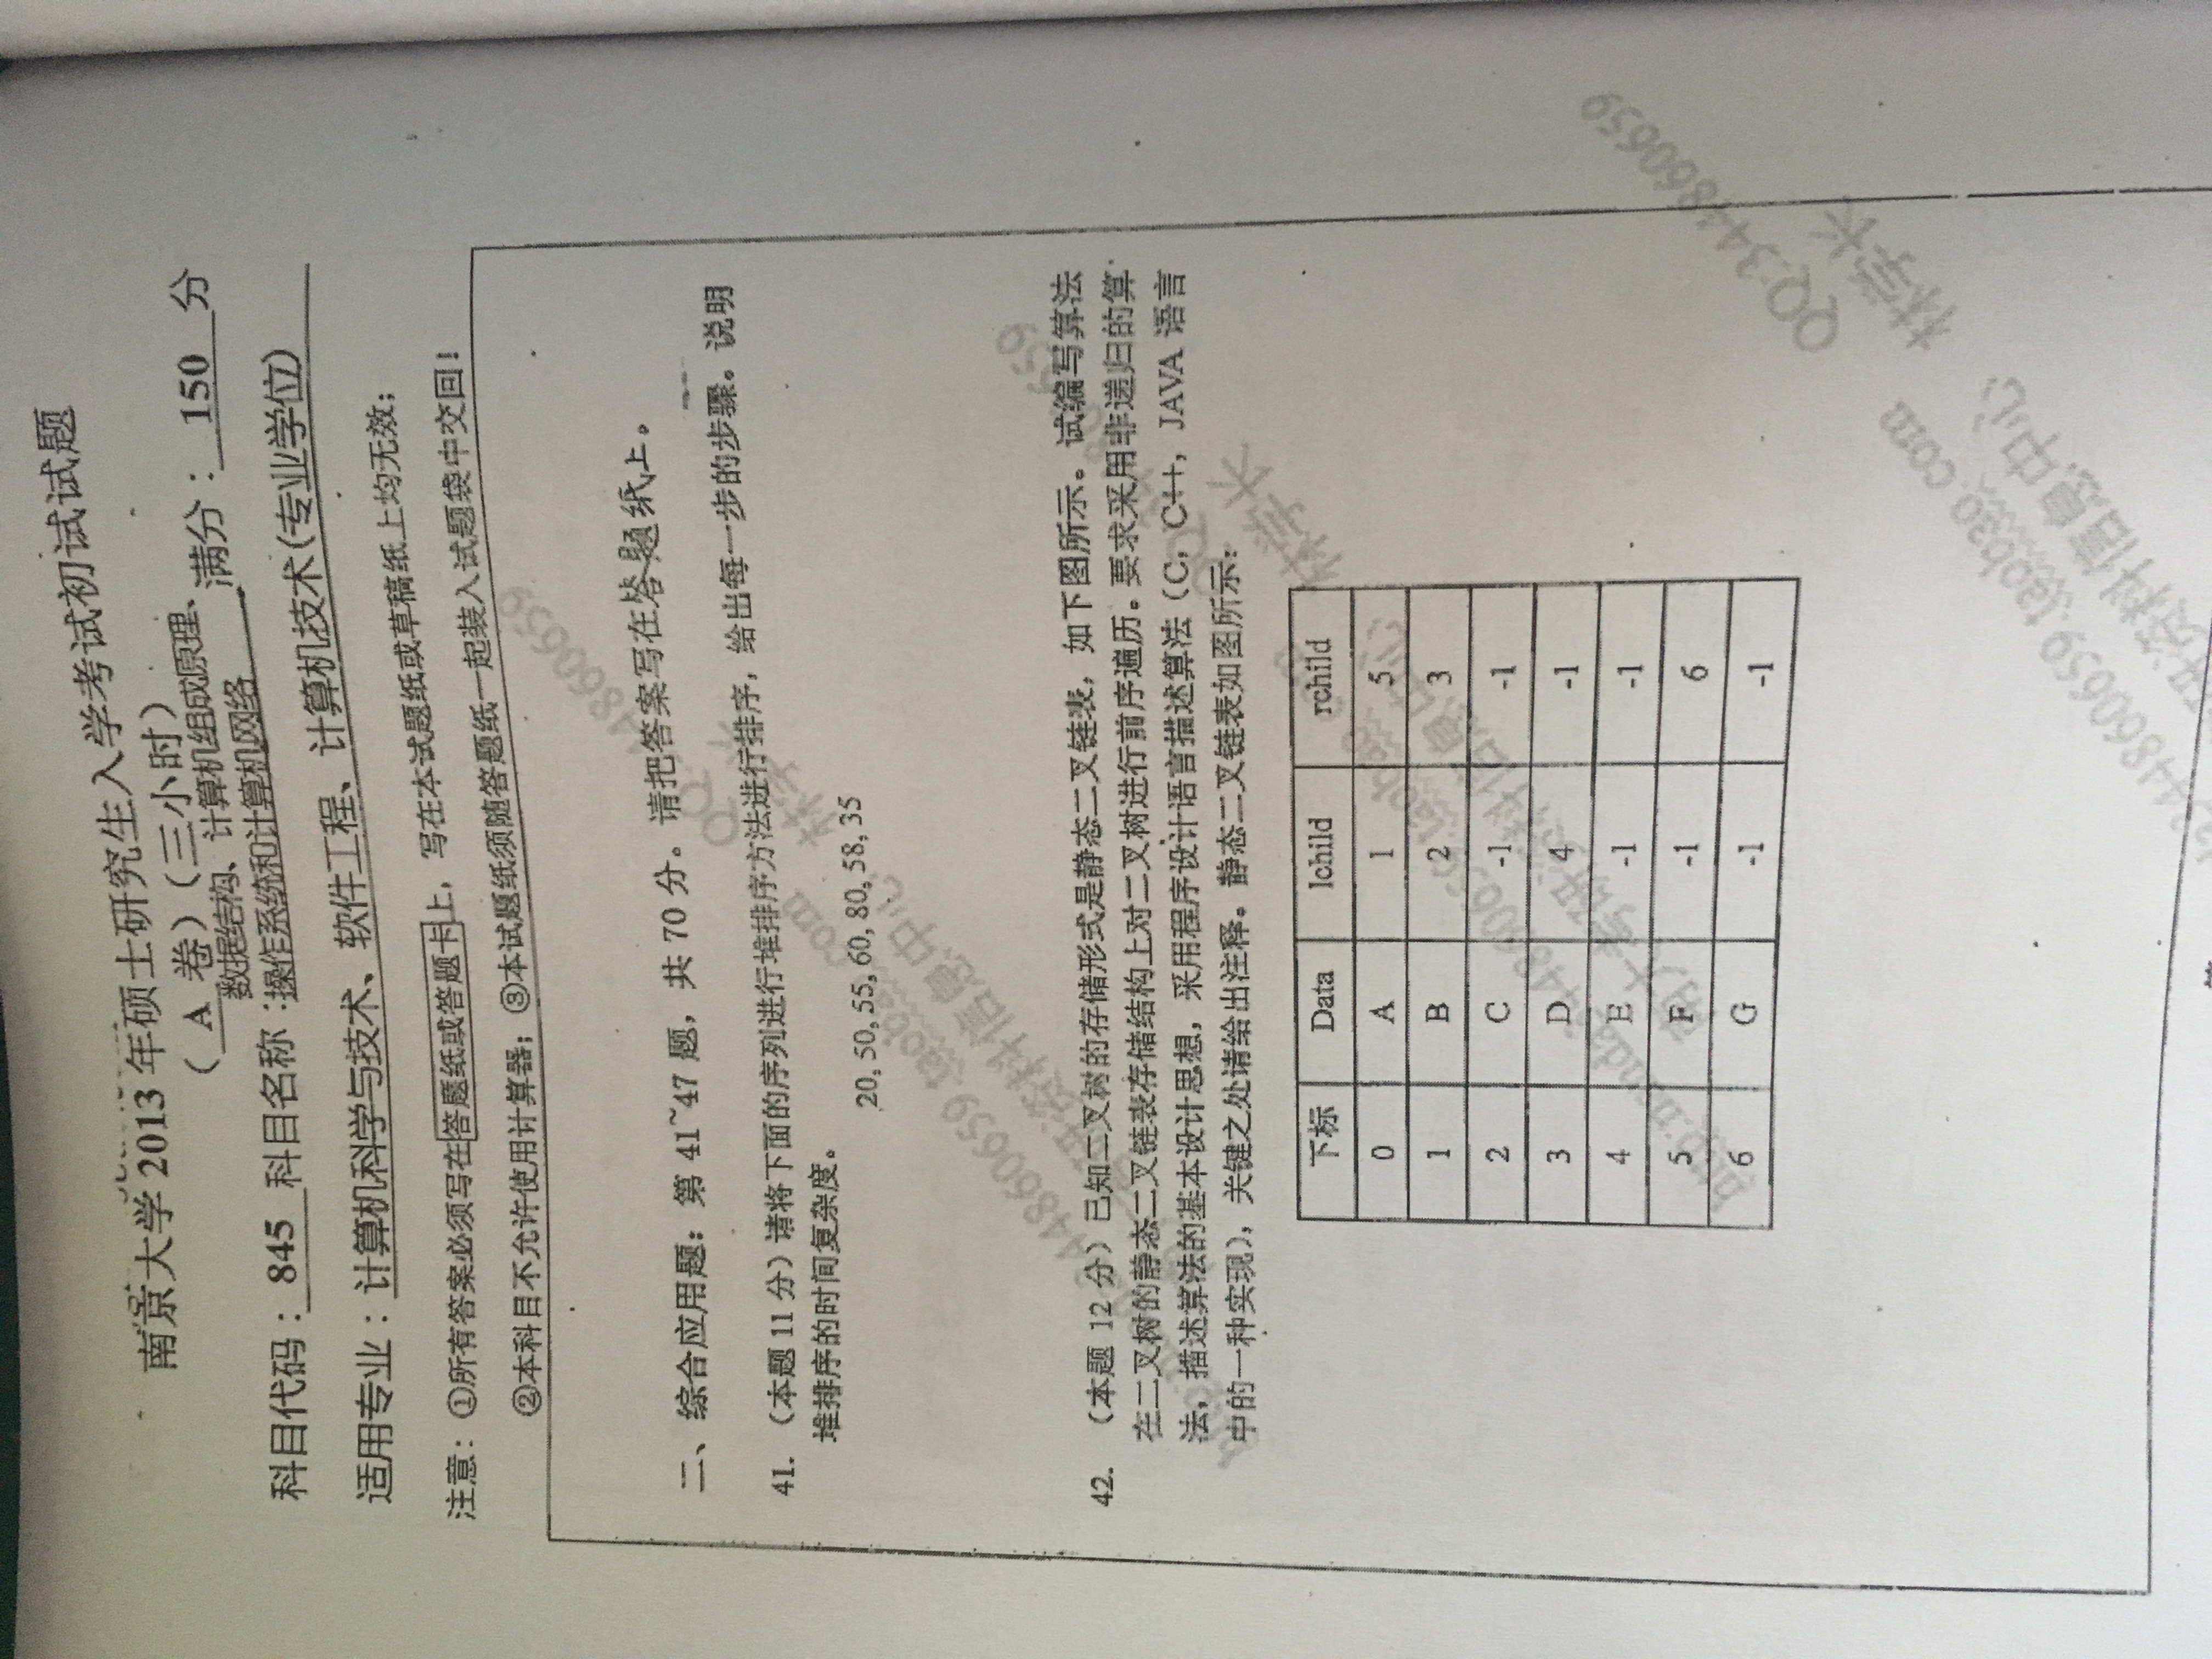 南京大学 2013 年硕士研究生入学考试初试试题
（ A 卷）（三小时）
科目代码：845 科目名称：数据结构、计算机组成原理、操作系统和计算机网络 满分：150 分
适用专业：计算机科学与技术、软件工程、计算机技术（专业学位）
注意：①所有答案必须写在答题纸或答题卡上，写在本试题纸或草稿纸上均无效；
②本科目不允许使用计算器；③本试题纸须随答题纸一起装入试题袋中交回！
二、综合应用题：第 41~47 题，共 70 分。请把答案写在答题纸上。
41. （本题 11 分）请将下面的序列进行堆排序方法进行排序，给出每一步的步骤。说明
堆排序的时间复杂度。
20, 50, 55, 60, 80, 58, 35
42. （本题 12 分）已知二叉树的存储形式是静态二叉链表，如下图所示。试编写算法
在二叉树的静态二叉链表存储结构上对二叉树进行前序遍历。要求采用非递归的算
法，描述算法的基本设计思想，采用程序设计语言描述算法（C，C++，JAVA 语言
中的一种实现），关键之处请给出注释。静态二叉链表如图所示：
下标 Data lchild rchild
0 A 1 5
1 B 2 3
2 C -1 -1
3 D 4 -1
4 E -1 -1
5 F -1 6
6 G -1 -1
QQ:344860659
林学长
344860659.taobao.com
研资料信息中心
QQ:344860659
林学长
http:nanda344860659.taobao.com
南大考研资料信息中心
QQ:344860659
林学长
344860659.taobao.com
研资料信息中心